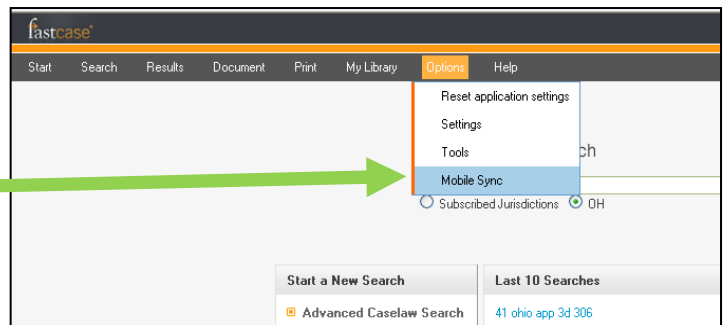 fastcase®
Start Search Results Document Print My Library Options Help
Reset application settings
Settings
Tools
ch
Mobile Sync
Subscribed Jurisdictions OH
Start a New Search Last 10 Searches
Advanced Caselaw Search 41 ohio app 3d 306